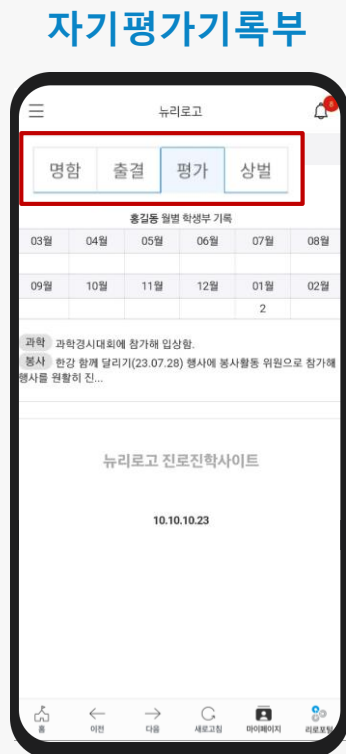 자기평가기록부
뉴리로고
8
명함 출결 평가 상벌
홍길동 월별 학생부 기록
03월 04월 05월 06월 07월 08월
09월 10월 11월 12월 01월 02월
2
과학 과학경시대회에 참가해 입상함.
봉사 한강 함께 달리기(23.07.28) 행사에 봉사활동 위원으로 참가해
행사를 원활히 진...
뉴리로고 진로진학사이트
10.10.10.23
홈 이전 다음 새로고침 마이페이지 리로포털